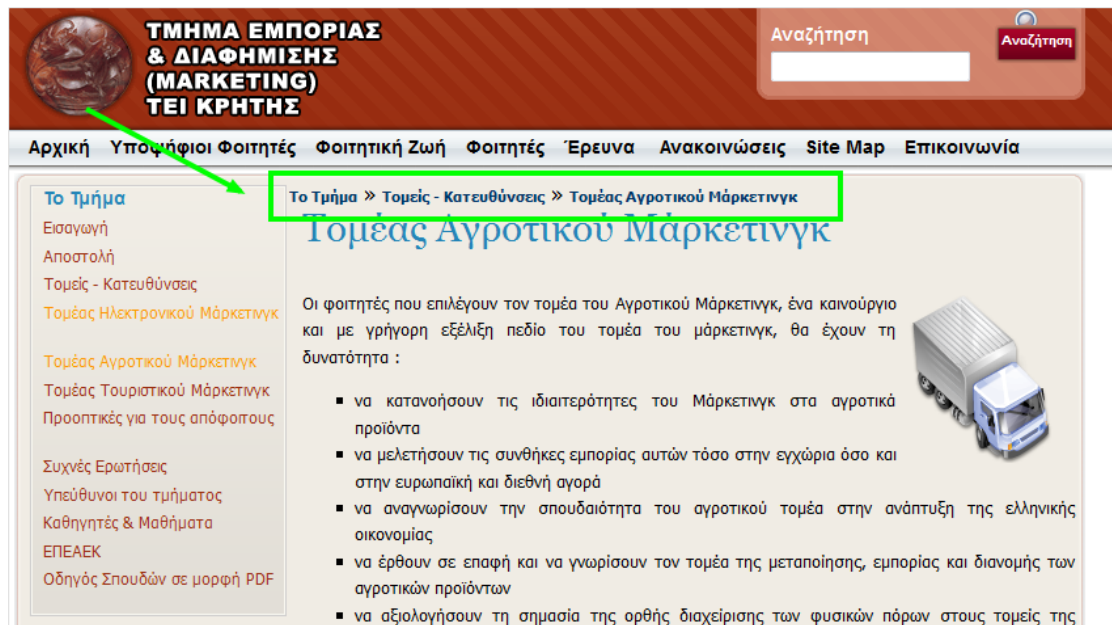 ΤΜΗΜΑ ΕΜΠΟΡΙΑΣ
& ΔΙΑΦΗΜΙΣΗΣ
(MARKETING)
ΤΕΙ ΚΡΗΤΗΣ
Αναζήτηση
Αναζήτηση
Αρχική Υποψήφιοι Φοιτητές Φοιτητική Ζωή Φοιτητές Έρευνα Ανακοινώσεις Site Map Επικοινωνία
Το Τμήμα
Εισαγωγή
Αποστολή
Τομείς - Κατευθύνσεις
Τομέας Ηλεκτρονικού Μάρκετινγκ
Τομέας Αγροτικού Μάρκετινγκ
Τομέας Τουριστικού Μάρκετινγκ
Προοπτικές για τους απόφοιτους
Συχνές Ερωτήσεις
Υπεύθυνοι του τμήματος
Καθηγητές & Μαθήματα
ΕΠΕΑΕΚ
Οδηγός Σπουδών σε μορφή PDF
Το Τμήμα » Τομείς - Κατευθύνσεις » Τομέας Αγροτικού Μάρκετινγκ
Τομέας Αγροτικού Μάρκετινγκ
Οι φοιτητές που επιλέγουν τον τομέα του Αγροτικού Μάρκετινγκ, ένα καινούργιο
και με γρήγορη εξέλιξη πεδίο του τομέα του μάρκετινγκ, θα έχουν τη
δυνατότητα :
▪ να κατανοήσουν τις ιδιαιτερότητες του Μάρκετινγκ στα αγροτικά
προϊόντα
▪ να μελετήσουν τις συνθήκες εμπορίας αυτών τόσο στην εγχώρια όσο και
στην ευρωπαϊκή και διεθνή αγορά
▪ να αναγνωρίσουν την σπουδαιότητα του αγροτικού τομέα στην ανάπτυξη της ελληνικής
οικονομίας
▪ να έρθουν σε επαφή και να γνωρίσουν τον τομέα της μεταποίησης, εμπορίας και διανομής των
αγροτικών προϊόντων
▪ να αξιολογήσουν τη σημασία της ορθής διαχείρισης των φυσικών πόρων στους τομείς της